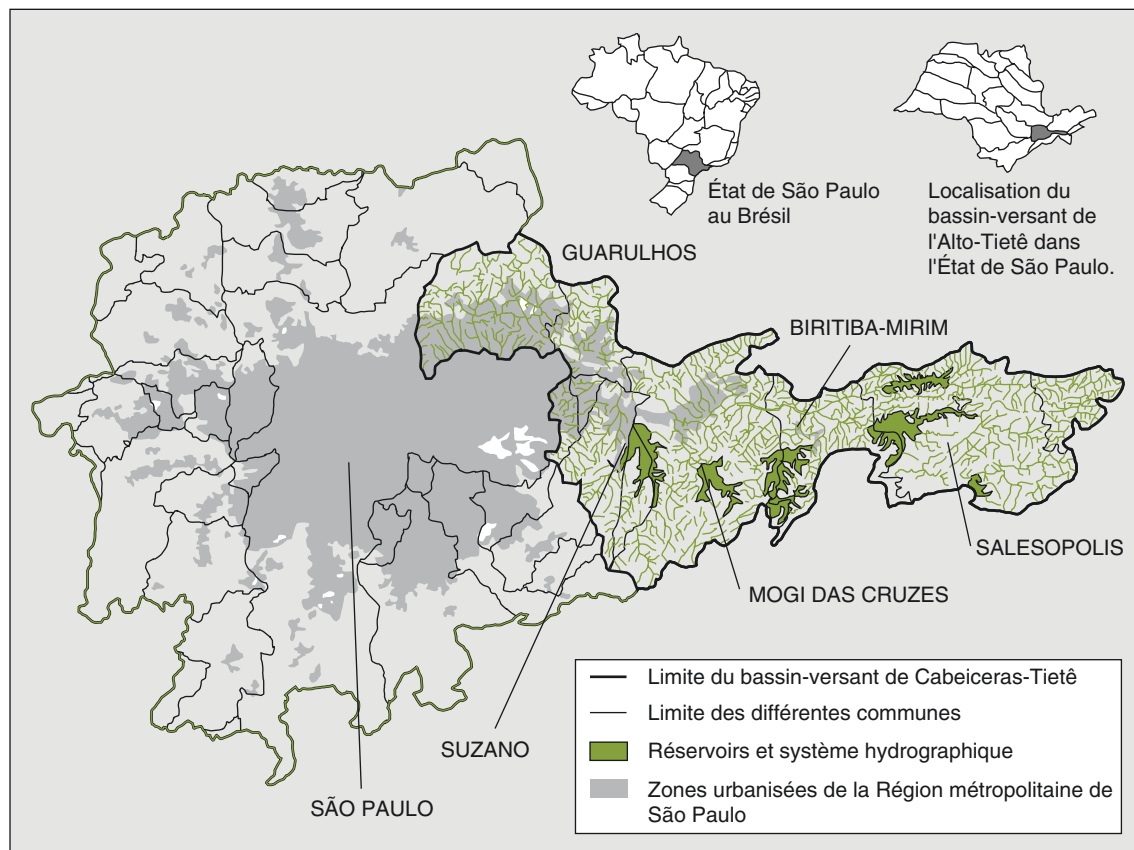 État de São Paulo
au Brésil
Localisation du
bassin-versant de
l'Alto-Tietê dans
l'État de São Paulo.
GUARULHOS
BIRITIBA-MIRIM
SALESOPOLIS
MOGI DAS CRUZES
SUZANO
SÃO PAULO
Limite du bassin-versant de Cabeiceras-Tietê
Limite des différentes communes
Réservoirs et système hydrographique
Zones urbanisées de la Région métropolitaine de
São Paulo